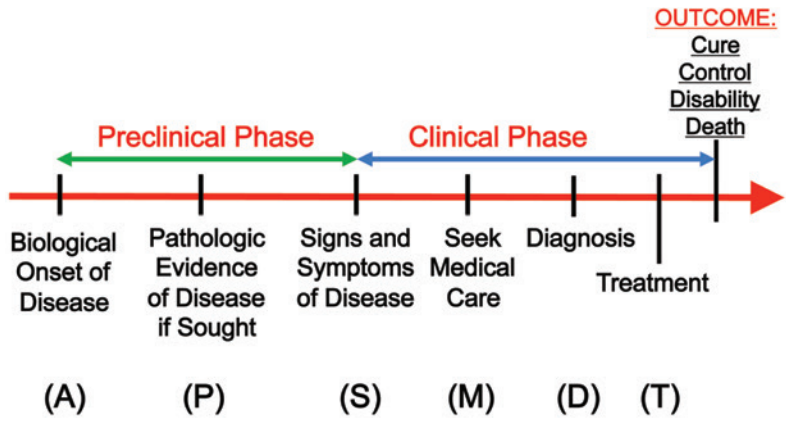 OUTCOME:
Cure
Control
Disability
Death
Preclinical Phase
Clinical Phase
Biological
Onset of
Disease
Pathologic
Evidence
of Disease
if Sought
Signs and
Symptoms
of Disease
Seek
Medical
Care
Diagnosis
Treatment
(A)
(P)
(S)
(M)
(D)
(T)